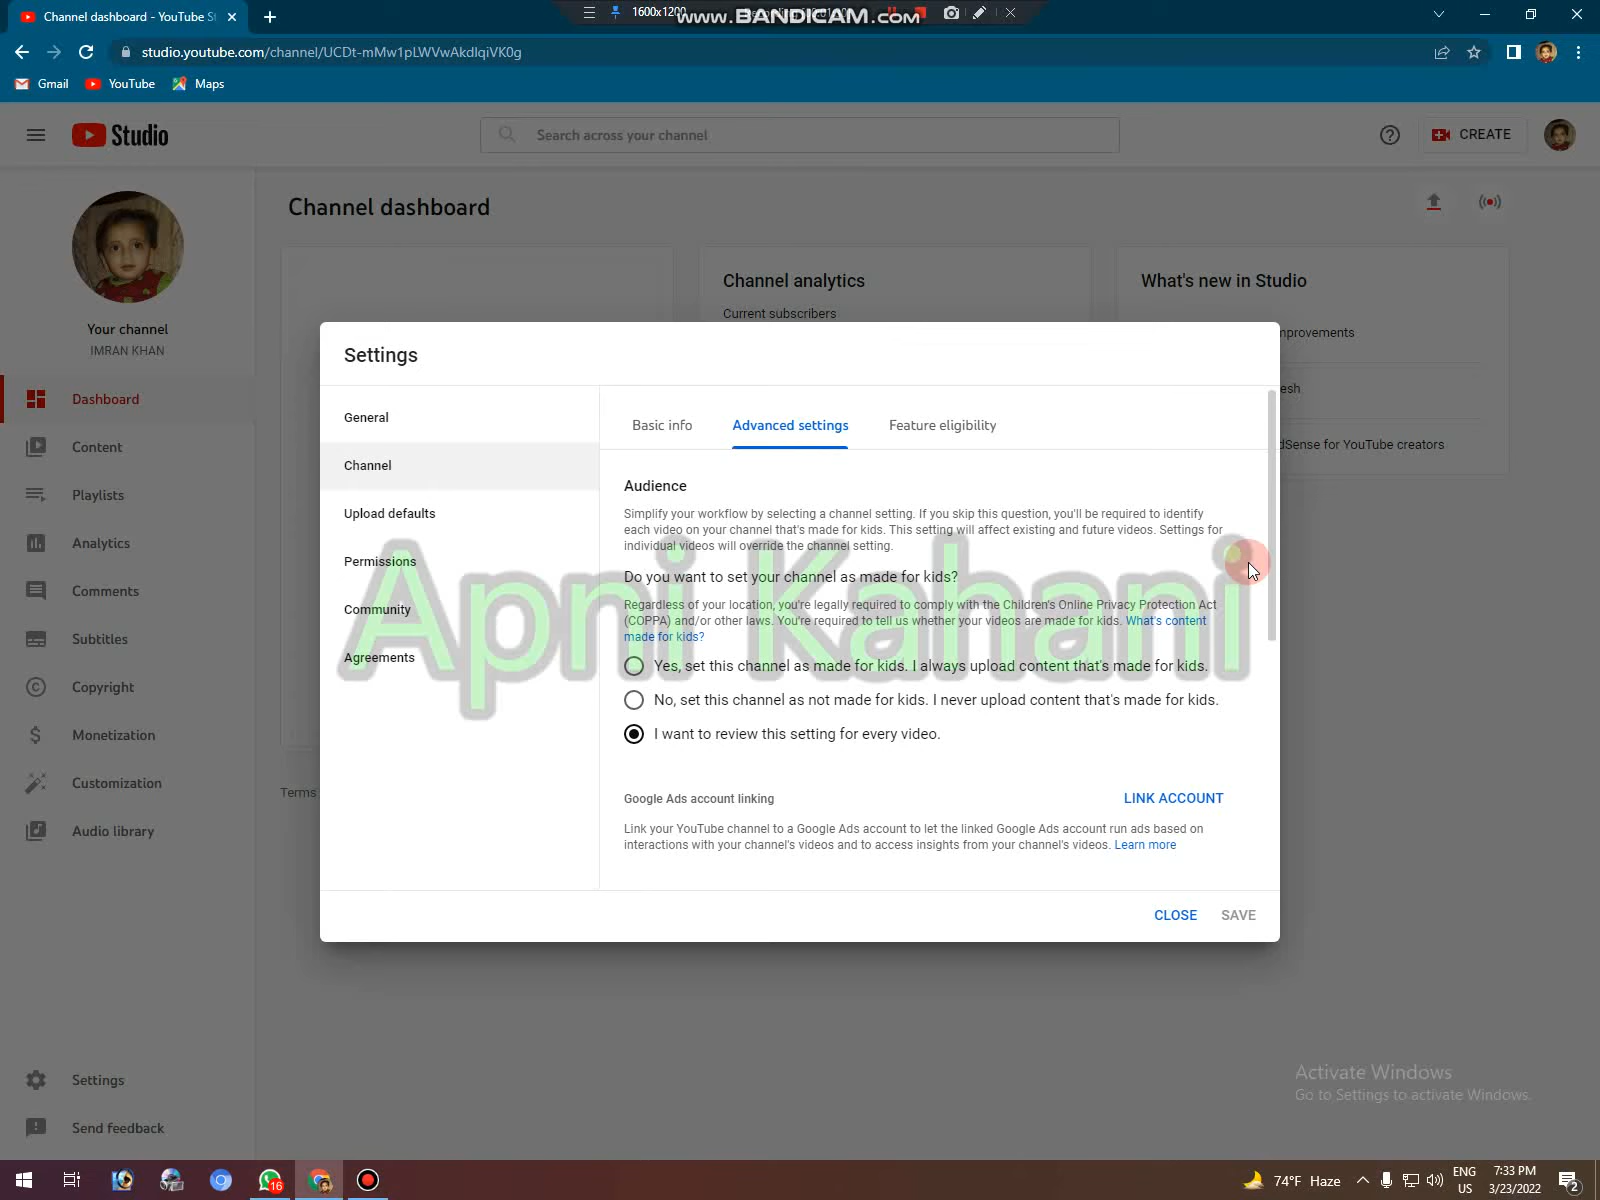 Channel dashboard - YouTube St
1600x1200
WWW.BANDICAM.COM
studio.youtube.com/channel/UCDt-mMw1pLWVwAkdIqiVK0g
Gmail
YouTube
Maps
Studio
Search across your channel
CREATE
Channel dashboard
Your channel
IMRAN KHAN
Dashboard
Content
Playlists
Analytics
Comments
Subtitles
Copyright
Monetization
Customization
Audio library
Settings
Send feedback
Channel analytics
Current subscribers
What's new in Studio
mprovements
esh
dSense for YouTube creators
Terms
Settings
General
Channel
Upload defaults
Permissions
Community
Agreements
Basic info
Advanced settings
Feature eligibility
Audience
Simplify your workflow by selecting a channel setting. If you skip this question, you'll be required to identify
each video on your channel that's made for kids. This setting will affect existing and future videos. Settings for
individual videos will override the channel setting.
Do you want to set your channel as made for kids?
Regardless of your location, you're legally required to comply with the Children's Online Privacy Protection Act
(COPPA) and/or other laws. You're required to tell us whether your videos are made for kids. What's content
made for kids?
Yes, set this channel as made for kids. I always upload content that's made for kids.
No, set this channel as not made for kids. I never upload content that's made for kids.
I want to review this setting for every video.
Google Ads account linking
LINK ACCOUNT
Link your YouTube channel to a Google Ads account to let the linked Google Ads account run ads based on
interactions with your channel's videos and to access insights from your channel's videos. Learn more
CLOSE
SAVE
Apni Kahani
Activate Windows
Go to Settings to activate Windows.
16
74°F Haze
ENG
US
7:33 PM
3/23/2022
2